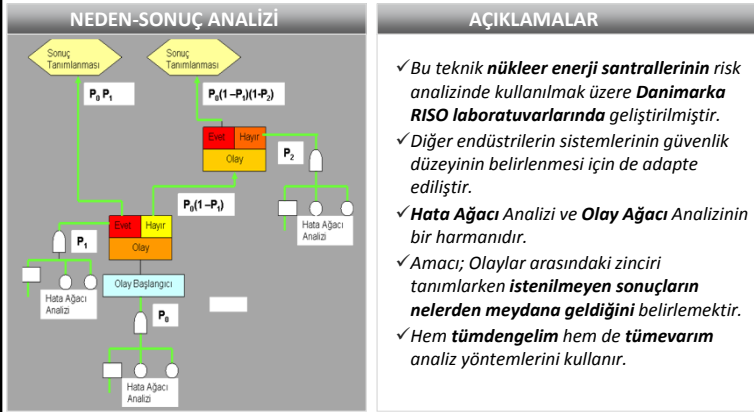 NEDEN-SONUÇ ANALİZİ
Sonuç
Tanımlanması
Sonuç
Tanımlanması
P₀ P₁
P₀(1 –P₁)(1-P₂)
Evet
Hayır
Olay
P₂
P₀(1 –P₁)
Hata Ağacı
Analizi
Evet
Hayır
Olay
P₁
Olay Başlangıcı
Hata Ağacı
Analizi
P₀
Hata Ağacı
Analizi
AÇIKLAMALAR
✓Bu teknik nükleer enerji santrallerinin risk
analizinde kullanılmak üzere Danimarka
RISO laboratuvarlarında geliştirilmiştir.
✓Diğer endüstrilerin sistemlerinin güvenlik
düzeyinin belirlenmesi için de adapte
ediliştir.
✓Hata Ağacı Analizi ve Olay Ağacı Analizinin
bir harmanıdır.
✓Amacı; Olaylar arasındaki zinciri
tanımlarken istenilmeyen sonuçların
nelerden meydana geldiğini belirlemektir.
✓Hem tümdengelim hem de tümevarım
analiz yöntemlerini kullanır.